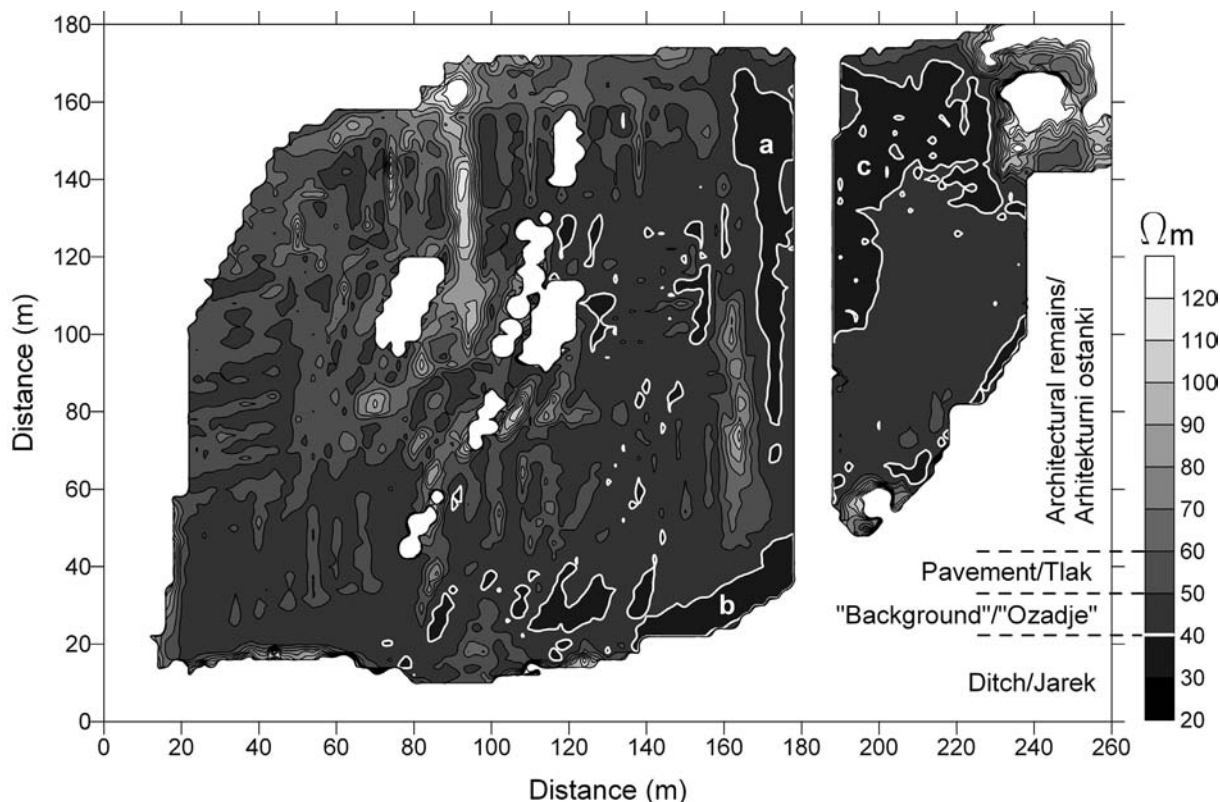 180
160
140
120
100
80
60
40
20
0
Distance (m)
0 20 40 60 80 100 120 140 160 180 200 220 240 260
Distance (m)
a
b
c
Ωm
120
110
100
90
80
70
60
50
40
30
20
Architectural remains/
Arhitekturni ostanki
Pavement/Tlak
"Background"/"Ozadje"
Ditch/Jarek